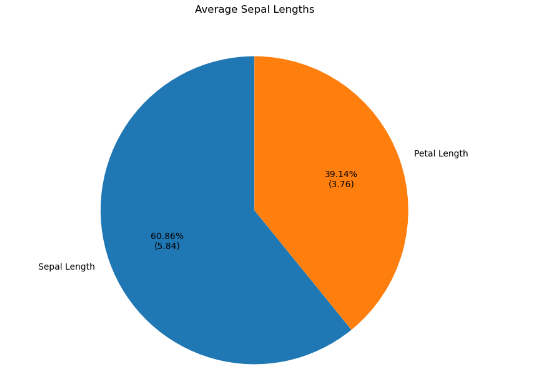 Average Sepal Lengths
Petal Length
39.14%
(3.76)
60.86%
(5.84)
Sepal Length